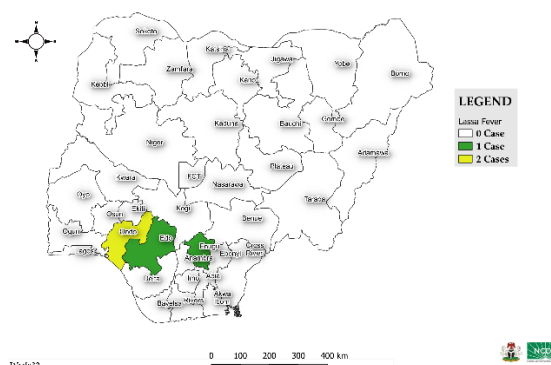 Sokoto
Katsina
Jigawa
Yobe
Borno
Zamfara
Kano
Kebbi
Kaduna
Bauchi
Gombe
Adamawa
Niger
Plateau
FCT
Kwara
Nasarawa
Taraba
Oyo
Ekiti
Kogi
Benue
Osun
Ondo
Edo
Enugu
Ogun
Lagos
Anambra
Ebonyi
Cross
River
Delta
Imo
Abia
Akwa
Ibom
Bayelsa
Rivers
LEGEND
Lassa Fever
0 Case
1 Case
2 Cases
0 100 200 300 400 km
NCDC